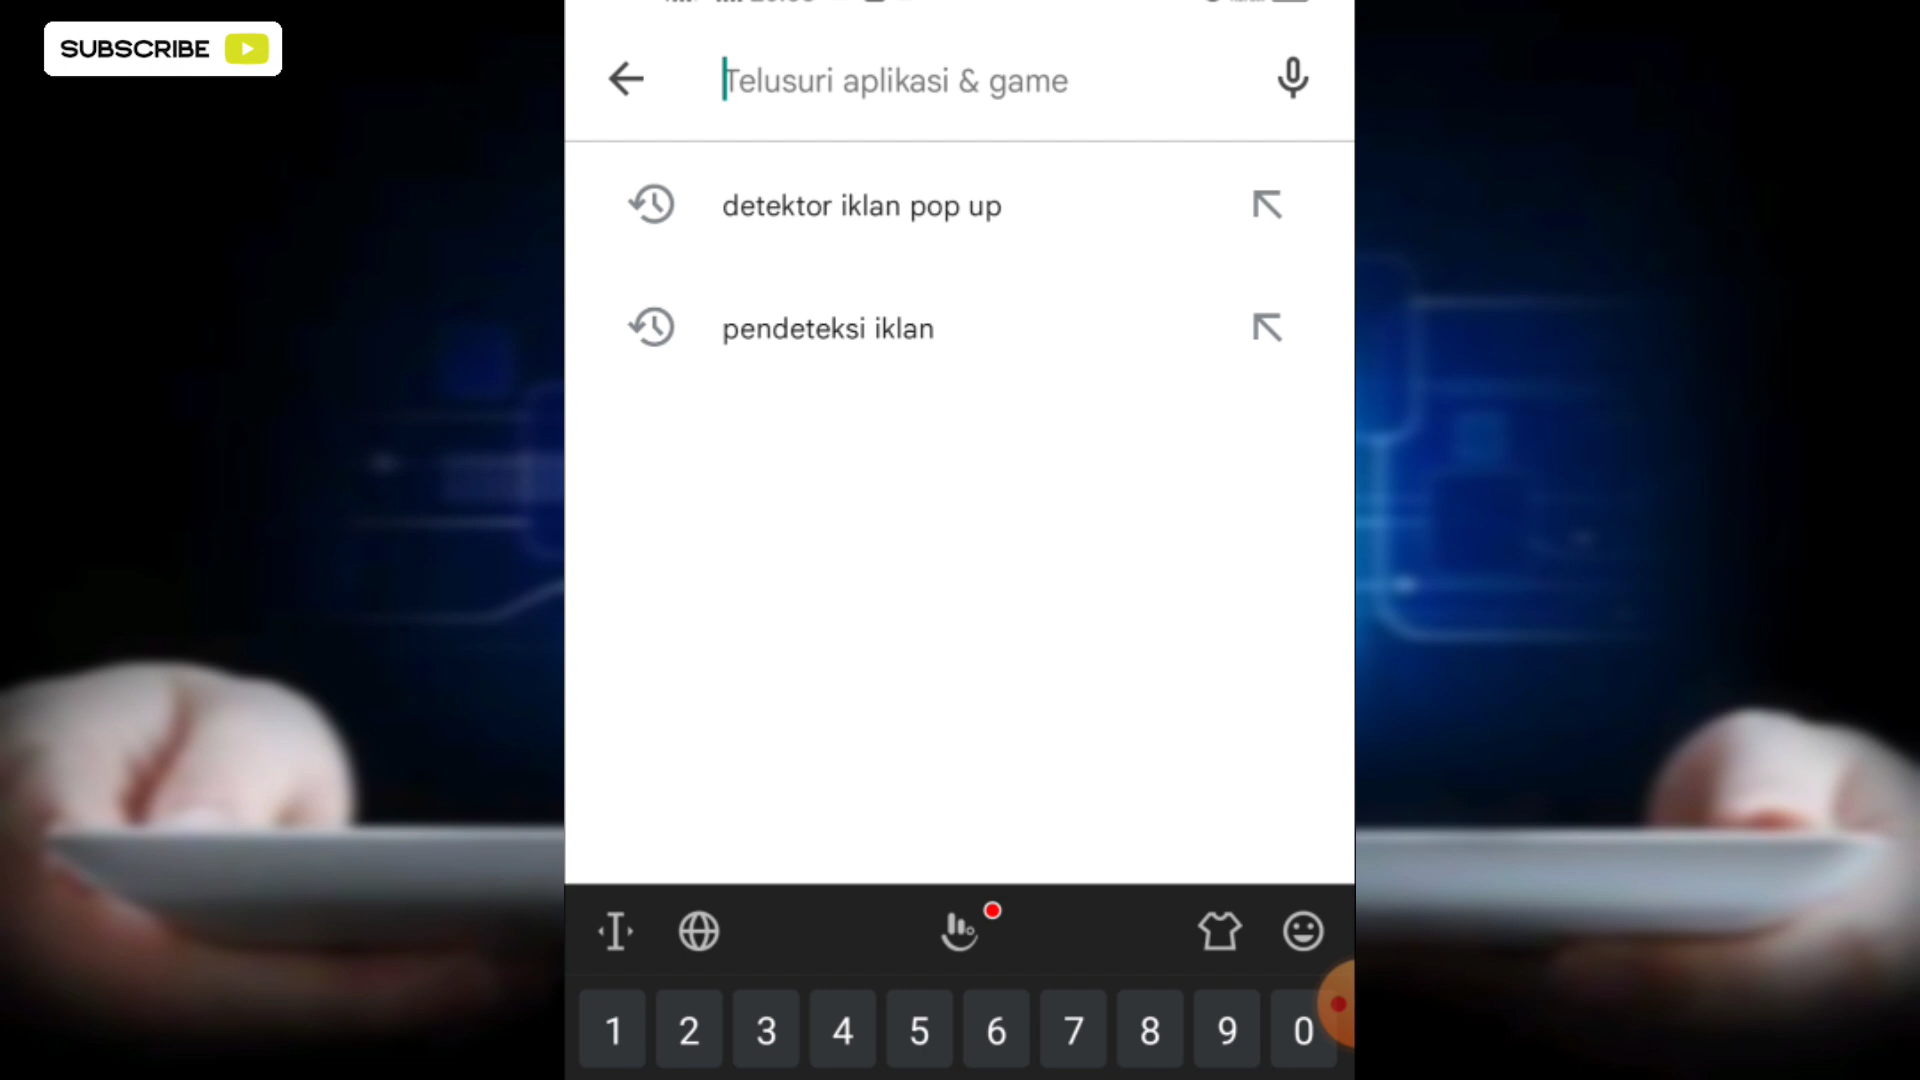 SUBSCRIBE
Telusuri aplikasi & game
detektor iklan pop up
pendeteksi iklan
1 2 3 4 5 6 7 8 9 0